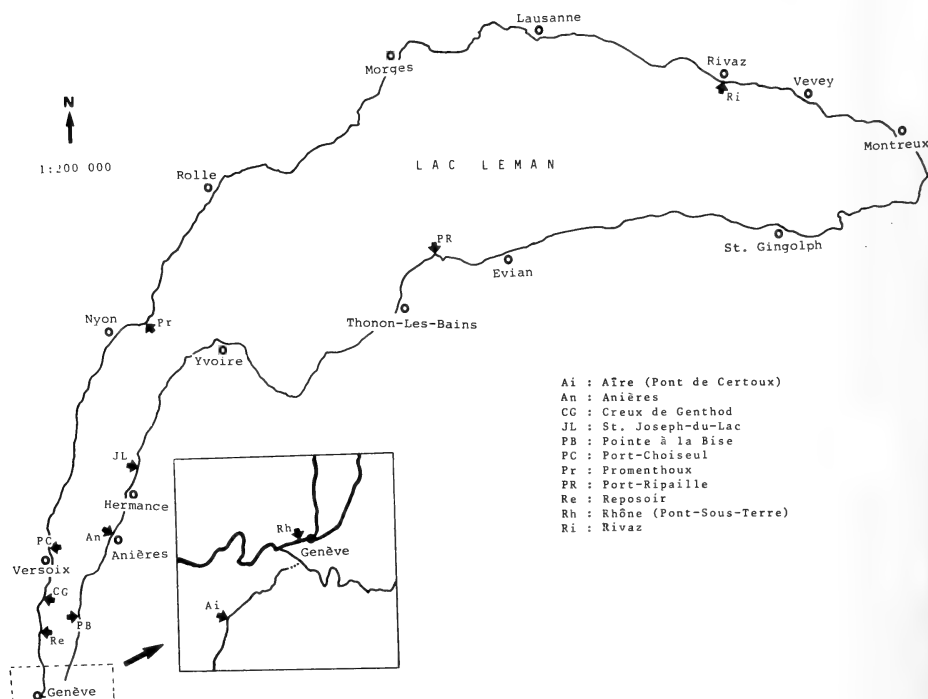 Lausanne
Morges
Rivaz
Ri
Vevey
Montreux
N
1:200 000
LAC LEMAN
Rolle
PR
St. Gingolph
Evian
Nyon
Pr
Thonon-Les-Bains
Yvoire
Ai : Aîre (Pont de Certoux)
An : Anières
CG : Creux de Genthod
JL : St. Joseph-du-Lac
PB : Pointe à la Bise
PC : Port-Choiseul
Pr : Promenthoux
PR : Port-Ripaille
Re : Reposoir
Rh : Rhône (Pont-Sous-Terre)
Ri : Rivaz
JL
Hermance
An
Anières
PC
Versoix
CG
PB
Re
Genève
Rh
Genève
Ai